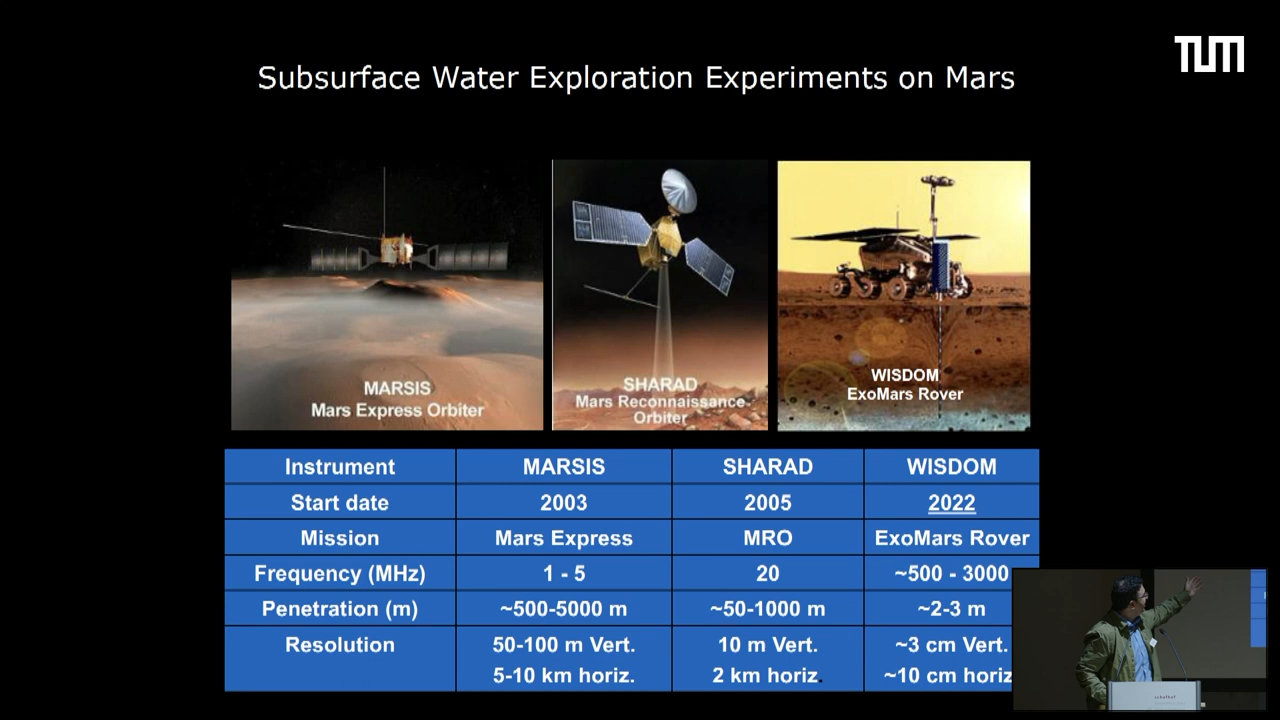 TUM
Subsurface Water Exploration Experiments on Mars
MARSIS
Mars Express Orbiter
SHARAD
Mars Reconnaissance
Orbiter
WISDOM
ExoMars Rover
Instrument MARSIS SHARAD WISDOM
Start date 2003 2005 2022
Mission Mars Express MRO ExoMars Rover
Frequency (MHz) 1 - 5 20 ~500 - 3000
Penetration (m) ~500-5000 m ~50-1000 m ~2-3 m
Resolution 50-100 m Vert. 10 m Vert. ~3 cm Vert.
5-10 km horiz. 2 km horiz. ~10 cm horiz